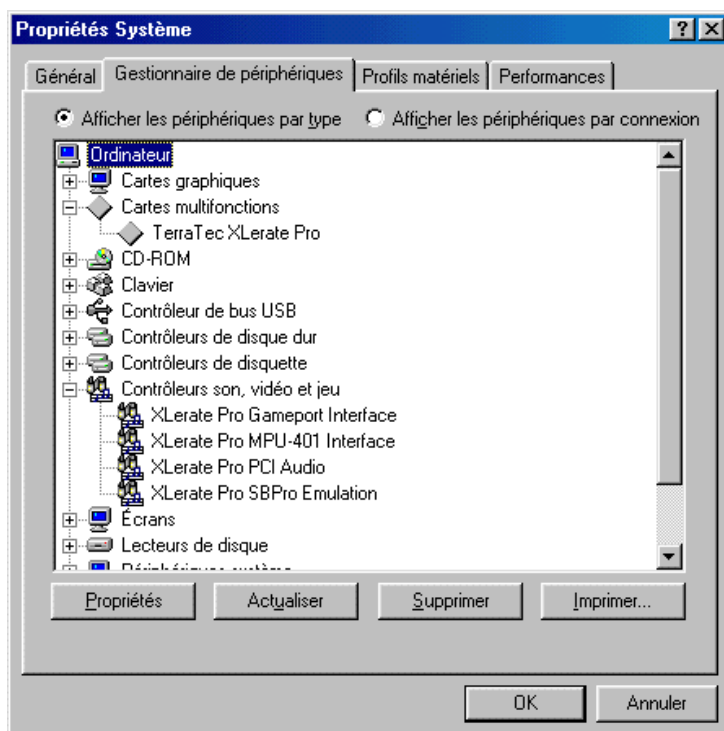 Propriétés Système
Général Gestionnaire de périphériques Profils matériels Performances
Afficher les périphériques par type Afficher les périphériques par connexion
Ordinateur
Cartes graphiques
Cartes multifonctions
TerraTec XLerate Pro
CD-ROM
Clavier
Contrôleur de bus USB
Contrôleurs de disque dur
Contrôleurs de disquette
Contrôleurs son, vidéo et jeu
XLerate Pro Gameport Interface
XLerate Pro MPU-401 Interface
XLerate Pro PCI Audio
XLerate Pro SBPro Emulation
Écrans
Lecteurs de disque
Périphériques système
Propriétés Actualiser Supprimer Imprimer...
OK Annuler